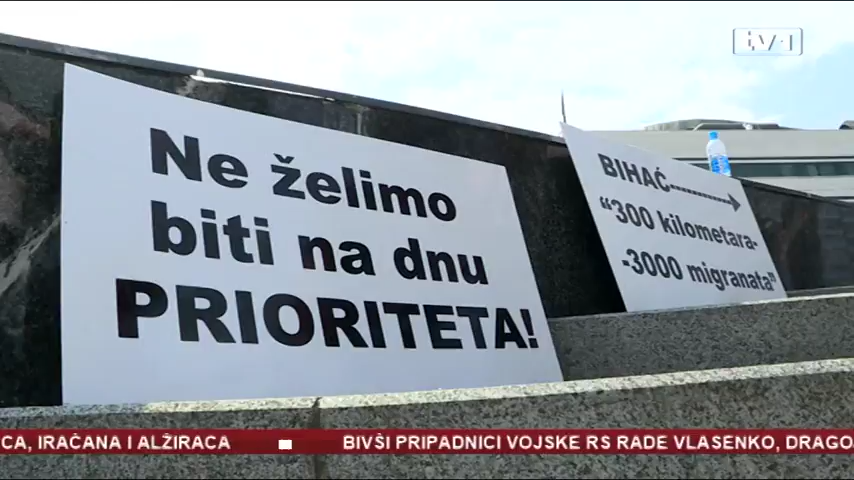 tv1
Ne želimo
biti na dnu
PRIORITETA!
BIHAĆ
"300 kilometara-
-3000 migranata"
CA, IRAČANA I ALŽIRACA
BIVŠI PRIPADNICI VOJSKE RS RADE VLASENKO, DRAGO